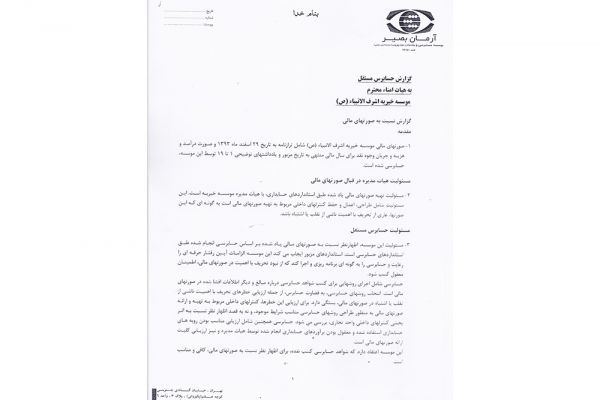 بنام خدا
تاریخ
شماره
پیوست
آرمان بصیر
گزارش حسابرس مستقل
به هیات امناء محترم
موسسه خیریه اشرف الانبیاء (ص)
گزارش نسبت به صورتهای مالی
مقدمه
۱- صورتهای مالی موسسه خیریه اشرف الانبیاء (ص) شامل ترازنامه به تاریخ ۲۹ اسفند ماه ۱۳۹۳ و صورت درآمد و
هزینه و جریان وجوه نقد برای سال مالی منتهی به تاریخ مزبور و یادداشتهای توضیحی ۱ تا ۱۹ توسط این موسسه،
حسابرسی شده است.
مسئولیت هیات مدیره در قبال صورتهای مالی
۲- مسئولیت تهیه صورتهای مالی یاد شده طبق استانداردهای حسابداری، با هیات مدیره موسسه خیریه است. این
مسئولیت شامل طراحی، اعمال و حفظ کنترلهای داخلی مربوط به تهیه صورتهای مالی است به گونه ای که این
صورتها، عاری از تحریف با اهمیت ناشی از تقلب یا اشتباه باشد.
مسئولیت حسابرس مستقل
۳- مسئولیت این موسسه، اظهارنظر نسبت به صورتهای مالی یاد شده بر اساس حسابرسی انجام شده طبق
استانداردهای حسابرسی است. استانداردهای مزبور ایجاب می کند این موسسه الزامات آیین رفتار حرفه ای را
رعایت و حسابرسی را به گونه ای برنامه ریزی و اجرا کند که از نبود تحریف با اهمیت در صورتهای مالی، اطمینان
معقول کسب شود.
حسابرسی شامل اجرای روشهایی برای کسب شواهد حسابرسی درباره مبالغ و دیگر اطلاعات افشا شده در صورتهای
مالی است. انتخاب روشهای حسابرسی، به قضاوت حسابرس، از جمله ارزیابی خطرهای تحریف با اهمیت ناشی از
تقلب یا اشتباه در صورتهای مالی، بستگی دارد. برای ارزیابی این خطرها، کنترلهای داخلی مربوط به تهیه و ارائه
صورتهای مالی به منظور طراحی روشهای حسابرسی مناسب شرایط موجود، و نه به قصد اظهار نظر نسبت به اثر
بخشی کنترلهای داخلی واحد تجاری، بررسی می شود. حسابرسی همچنین شامل ارزیابی مناسب بودن رویه های
حسابداری استفاده شده و معقول بودن برآوردهای حسابداری انجام شده توسط هیات مدیره و نیز ارزیابی کلیت
ارائه صورتهای مالی است.
این موسسه اعتقاد دارد که شواهد حسابرسی کسب شده، برای اظهار نظر نسبت به صورتهای مالی، کافی و مناسب
۱